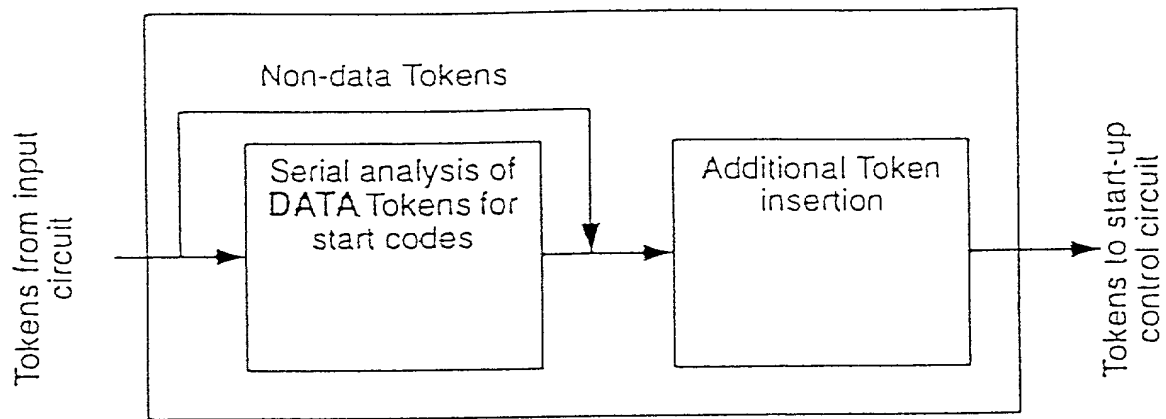 Non-data Tokens
Tokens from input
circuit
Serial analysis of
DATA Tokens for
start codes
Additional Token
insertion
Tokens to start-up
control circuit